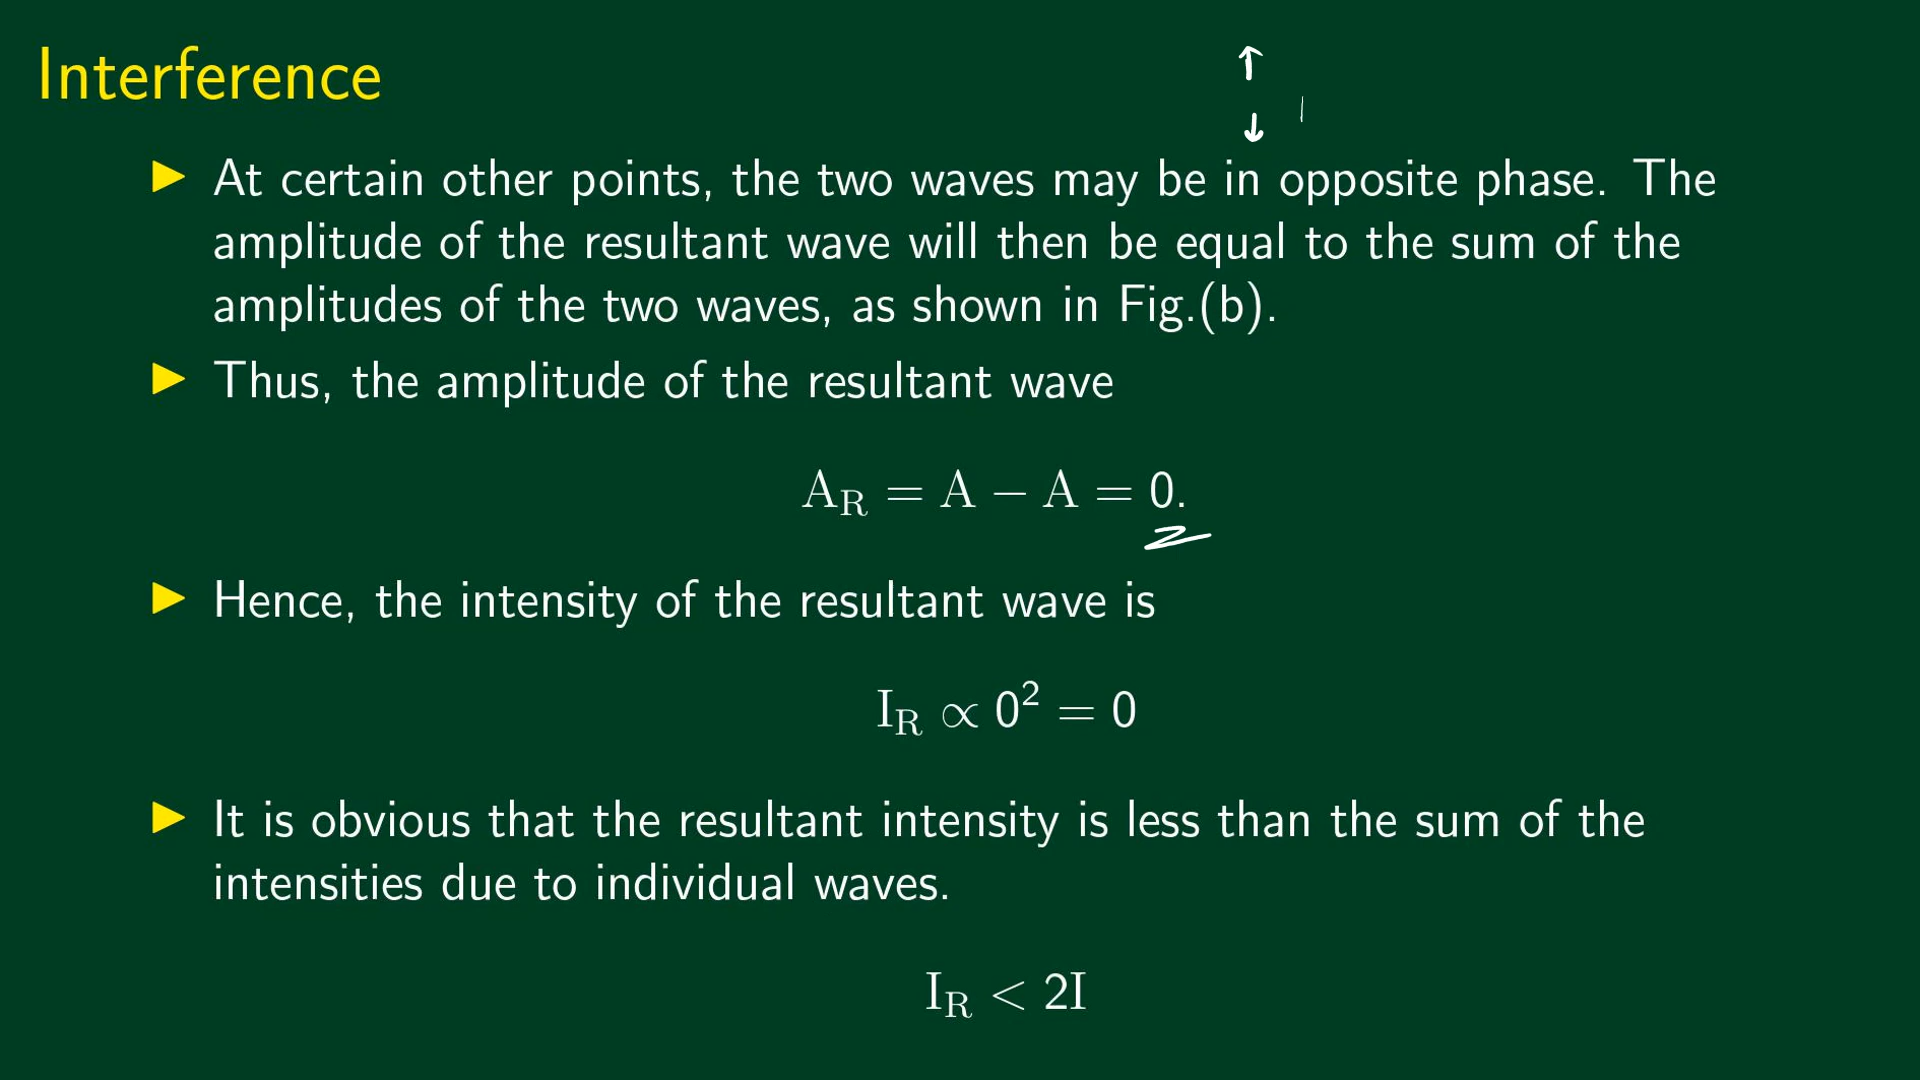 Interference
▶ At certain other points, the two waves may be in opposite phase. The
amplitude of the resultant wave will then be equal to the sum of the
amplitudes of the two waves, as shown in Fig.(b).
▶ Thus, the amplitude of the resultant wave
A_R = A − A = 0.
▶ Hence, the intensity of the resultant wave is
I_R ∝ 0² = 0
▶ It is obvious that the resultant intensity is less than the sum of the
intensities due to individual waves.
I_R < 2I